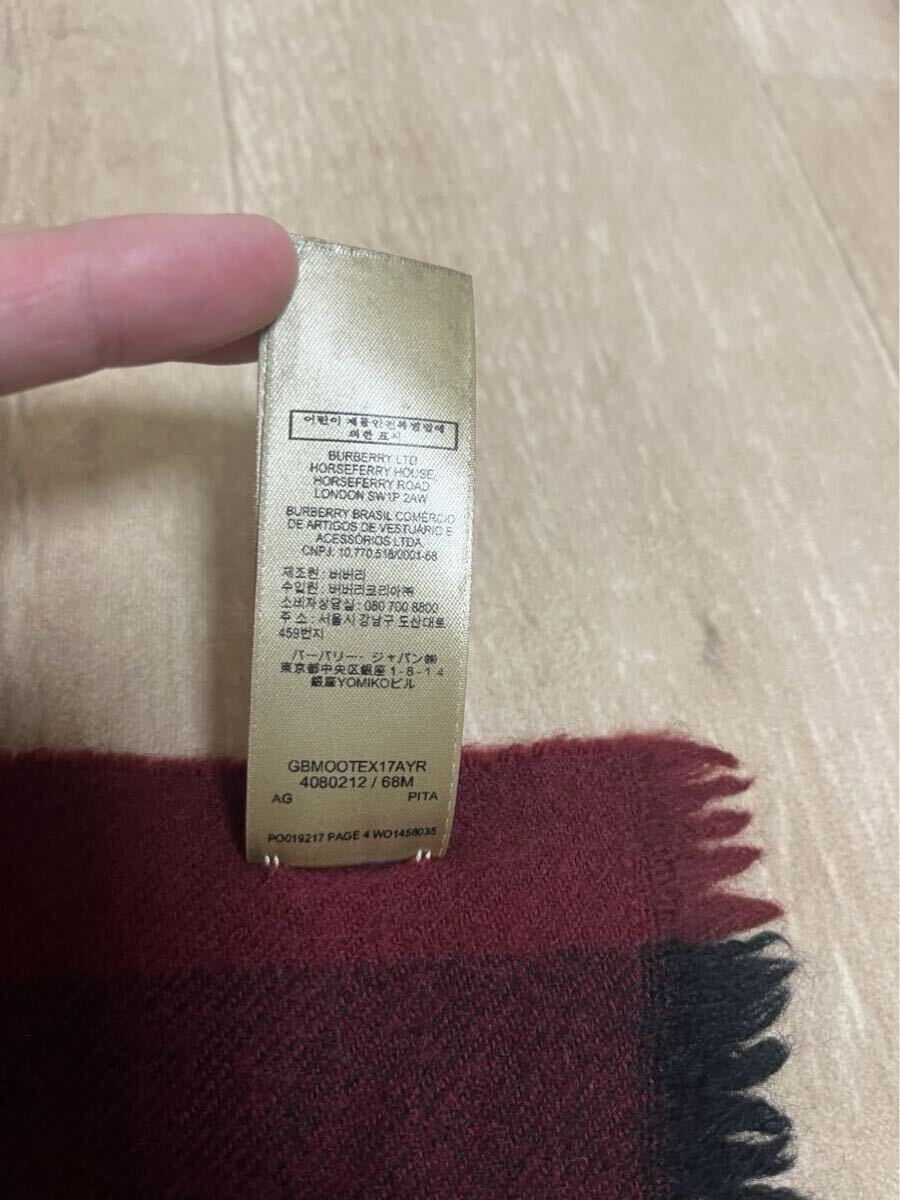 어린이 제품안전특별법에
의한 표시
BURBERRY LTD
HORSEFERRY HOUSE,
HORSEFERRY ROAD
LONDON SW1P 2AW
BURBERRY BRASIL COMÉRCIO
DE ARTIGOS DE VESTUÁRIO E
ACESSÓRIOS LTDA.
CNPJ: 10.770.518/0001-68
제조원 : 버버리
수입원 : 버버리코리아㈜
소비자상담실 : 080 700 8800
주 소 : 서울시 강남구 도산대로
459번지
バーバリー・ジャパン㈱
東京都中央区銀座1-8-14
銀座YOMIKOビル
GBMOOTEX17AYR
4080212 / 68M
AG PITA
PO019217 PAGE 4 WO1458035